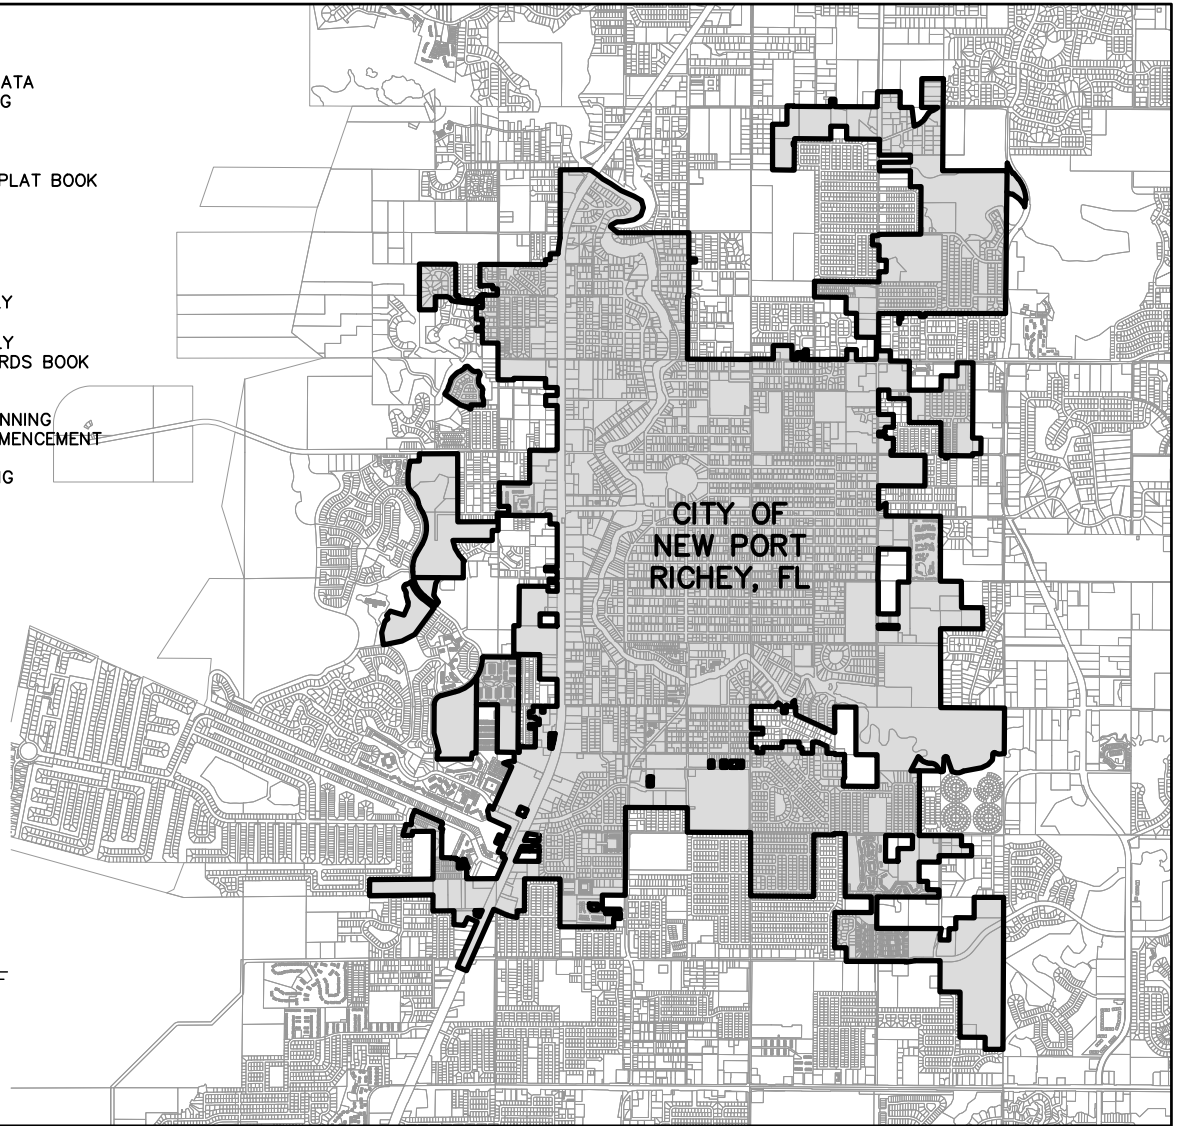 ATA
G
PLAT BOOK
Y
LY
RDS BOOK
NNING
MENCEMENT
G
CITY OF
NEW PORT
RICHEY, FL
F